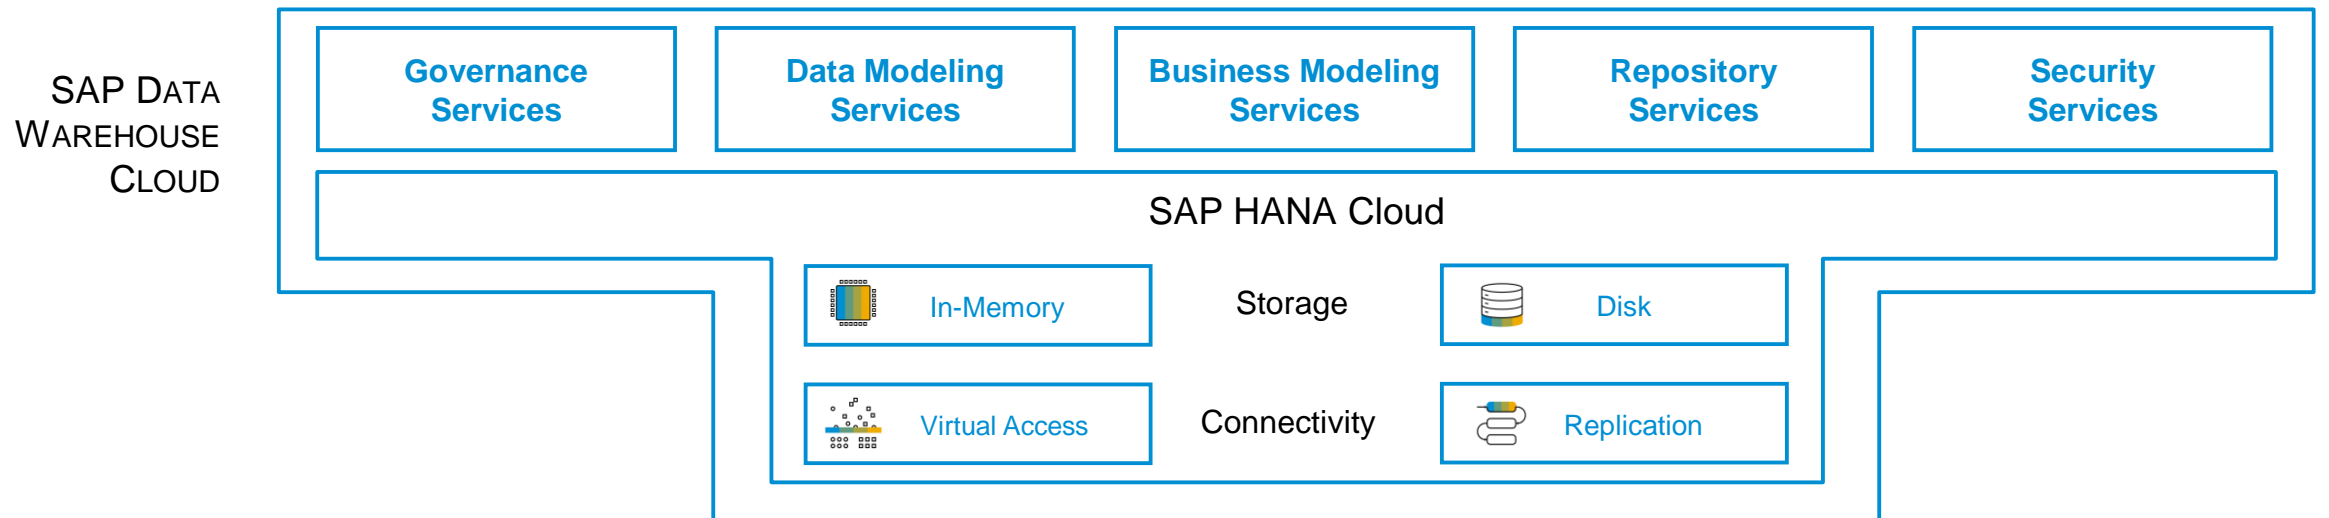 SAP DATA
WAREHOUSE
CLOUD
Governance
Services
Data Modeling
Services
Business Modeling
Services
Repository
Services
Security
Services
SAP HANA Cloud
In-Memory
Storage
Disk
Virtual Access
Connectivity
Replication